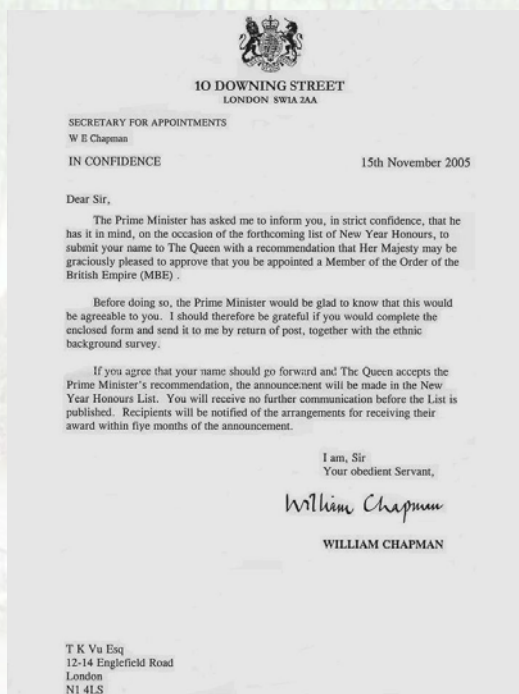 10 DOWNING STREET
LONDON SW1A 2AA
SECRETARY FOR APPOINTMENTS
W E Chapman
IN CONFIDENCE 15th November 2005
Dear Sir,
The Prime Minister has asked me to inform you, in strict confidence, that he
has it in mind, on the occasion of the forthcoming list of New Year Honours, to
submit your name to The Queen with a recommendation that Her Majesty may be
graciously pleased to approve that you be appointed a Member of the Order of the
British Empire (MBE) .
Before doing so, the Prime Minister would be glad to know that this would
be agreeable to you. I should therefore be grateful if you would complete the
enclosed form and send it to me by return of post, together with the ethnic
background survey.
If you agree that your name should go forward and The Queen accepts the
Prime Minister's recommendation, the announcement will be made in the New
Year Honours List. You will receive no further communication before the List is
published. Recipients will be notified of the arrangements for receiving their
award within five months of the announcement.
I am, Sir
Your obedient Servant,
William Chapman
WILLIAM CHAPMAN
T K Vu Esq
12-14 Englefield Road
London
N1 4LS